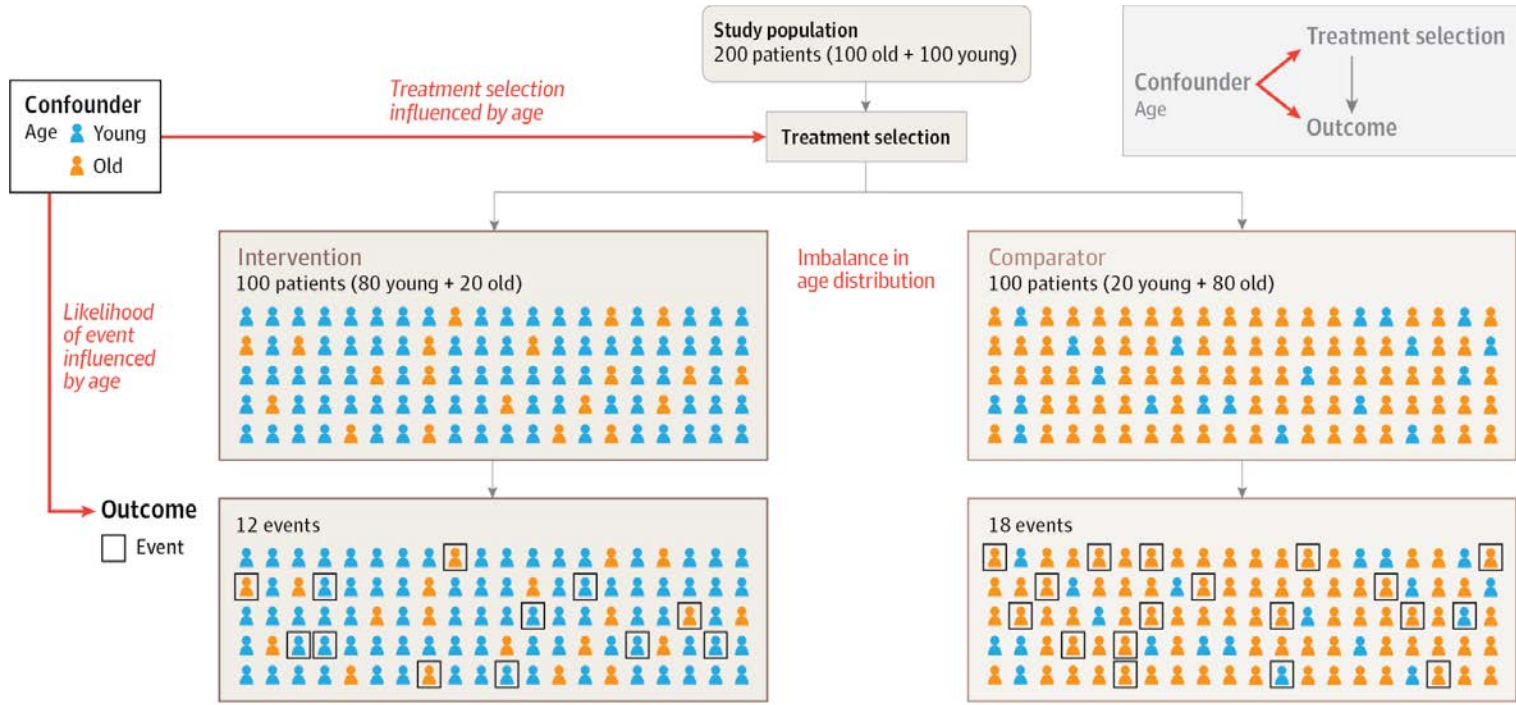 Study population
200 patients (100 old + 100 young)
Treatment selection
Confounder
Age
Outcome
Confounder
Age Young
Old
Treatment selection
influenced by age
Treatment selection
Intervention
100 patients (80 young + 20 old)
Imbalance in
age distribution
Comparator
100 patients (20 young + 80 old)
Likelihood
of event
influenced
by age
Outcome
Event
12 events
18 events